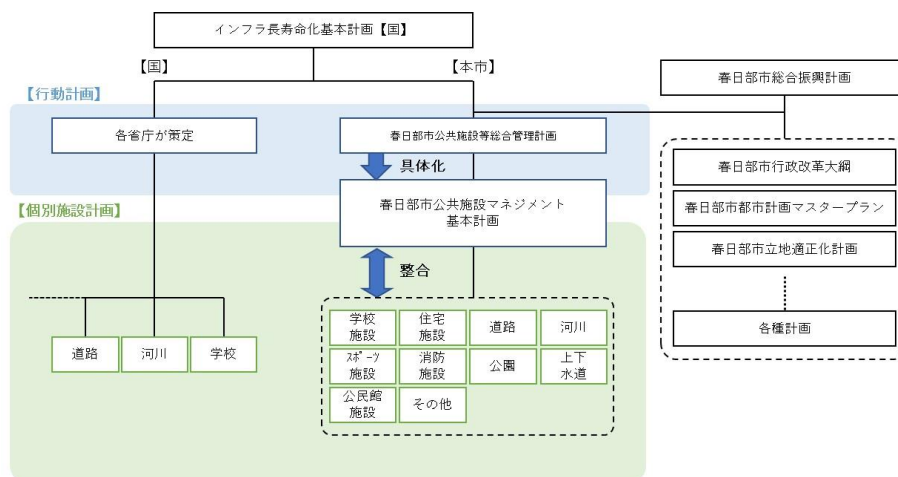 インフラ長寿命化基本計画【国】
【国】
【本市】
春日部市総合振興計画
【行動計画】
各省庁が策定
春日部市公共施設等総合管理計画
具体化
春日部市行政改革大綱
【個別施設計画】
春日部市公共施設マネジメント
基本計画
春日部市都市計画マスタープラン
春日部市立地適正化計画
整合
各種計画
道路
河川
学校
学校
施設
住宅
施設
道路
河川
スポーツ
施設
消防
施設
公園
上下
水道
公民館
施設
その他